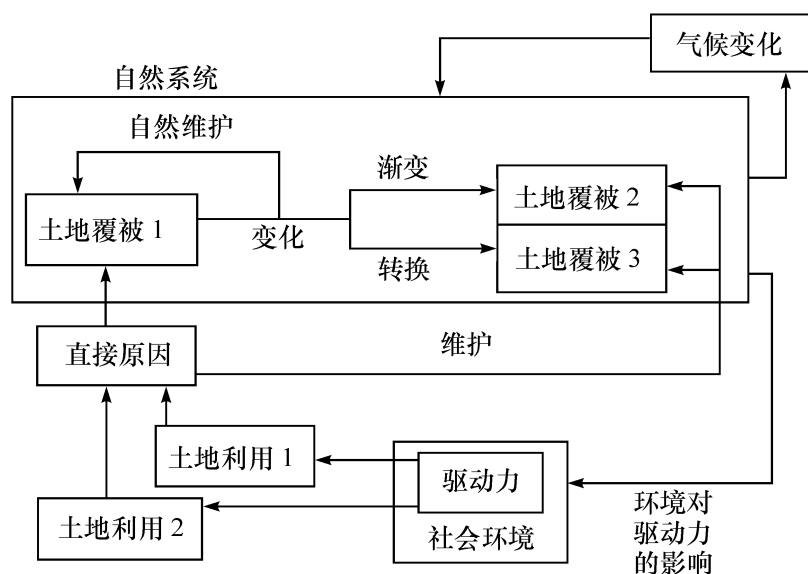 气候变化
自然系统
自然维护
渐变
土地覆被 2
土地覆被 1
变化
土地覆被 3
转换
直接原因
维护
土地利用 1
驱动力
土地利用 2
社会环境
环境对
驱动力
的影响